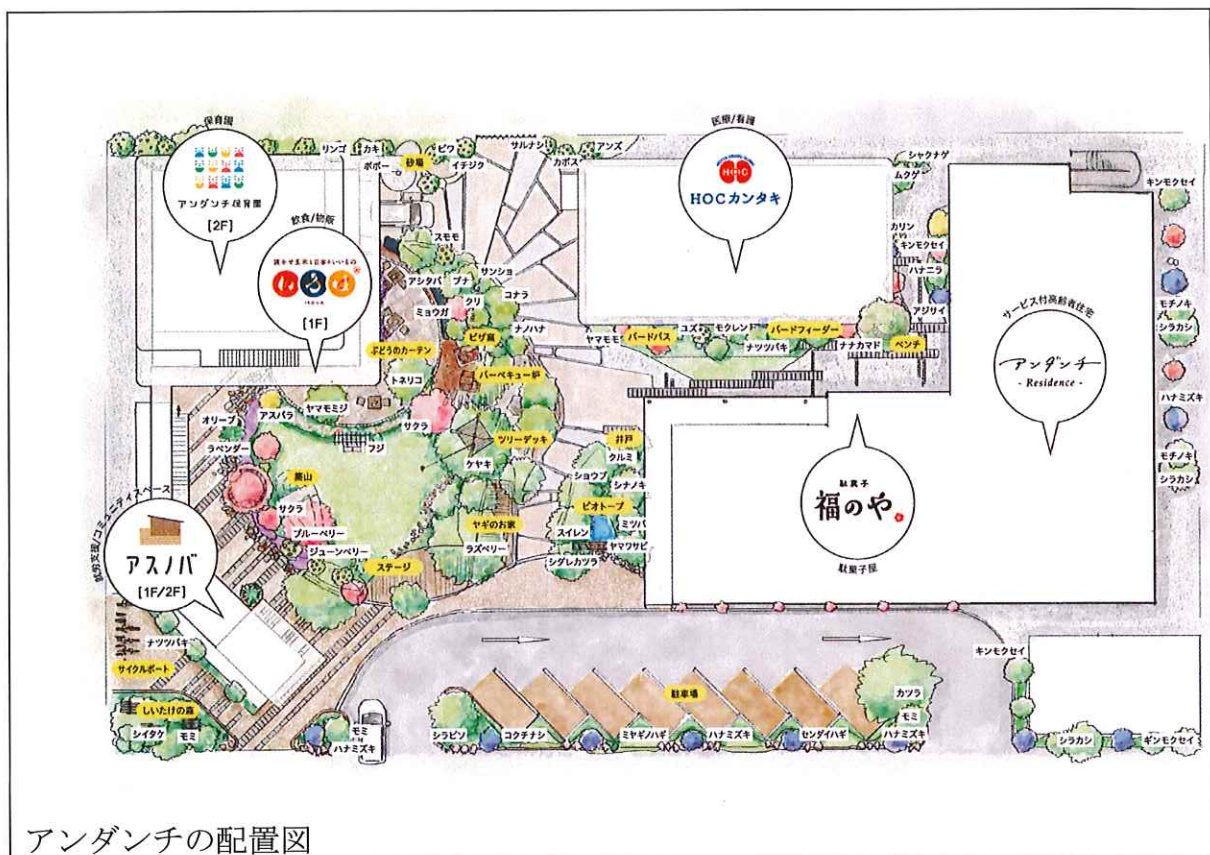 保育園
アンダンチ保育園
[2F]
飲食/物販
[1F]
医療/看護
HOC
HOCカンタキ
サービス付高齢者住宅
アンダンチ
- Residence -
駄菓子
福のや
駄菓子屋
就労支援/コミュニティスペース
アスノバ
[1F/2F]
リンゴ
カキ
ポポー
砂場
ビワ
イチジク
サルナシ
カボス
アンズ
シャクナゲ
ムクゲ
キンモクセイ
カリン
キンモクセイ
ハナニラ
アジサイ
モチノキ
シラカシ
ハナミズキ
モチノキ
シラカシ
スモモ
アシタバ
ブナ
サンショ
ミョウガ
クリ
コナラ
ピザ窯
ナノハナ
ぶどうのカーテン
バーベキュー炉
トネリコ
ヤマモモ
バードバス
ユズ
モクレン
ナツツバキ
バードフィーダー
ナナカマド
ベンチ
オリーブ
アスパラ
ヤマモミジ
サクラ
フジ
ラベンダー
ケヤキ
ツリーデッキ
井戸
クルミ
ショウブ
シナノキ
築山
サクラ
ビオトープ
ブルーベリー
ヤギのお家
スイレン
ミツバ
ジューンベリー
ラズベリー
ヤマワサビ
シダレカツラ
ステージ
ナツツバキ
サイクルポート
しいたけの森
シイタケ
モミ
モミ
ハナミズキ
駐車場
シラビソ
コクチナシ
ミヤギノハギ
ハナミズキ
センダイハギ
カツラ
モミ
ハナミズキ
キンモクセイ
シラカシ
ギンモクセイ
アンダンチの配置図